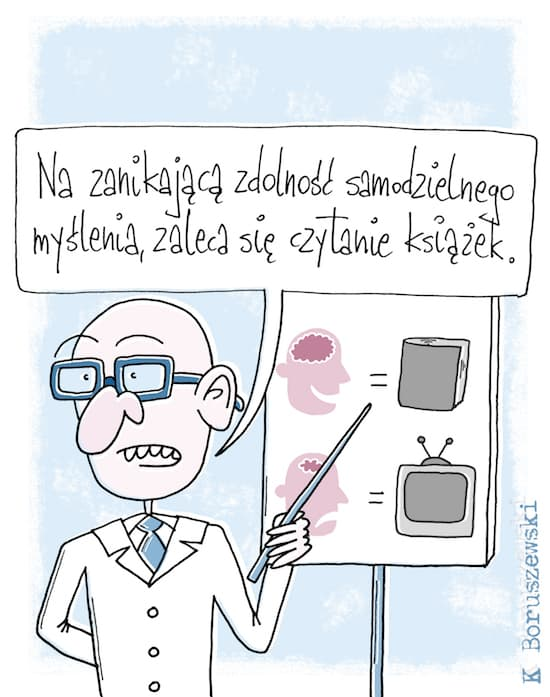 Na zanikającą zdolność samodzielnego
myślenia, zaleca się czytanie książek.
=
=
K Boruszewski